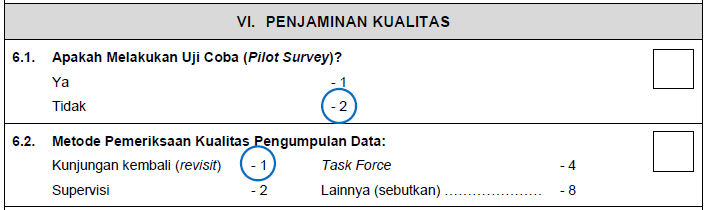 VI. PENJAMINAN KUALITAS
6.1. Apakah Melakukan Uji Coba (Pilot Survey)?
Ya - 1
Tidak - 2
6.2. Metode Pemeriksaan Kualitas Pengumpulan Data:
Kunjungan kembali (revisit) - 1 Task Force - 4
Supervisi - 2 Lainnya (sebutkan) ………………… - 8